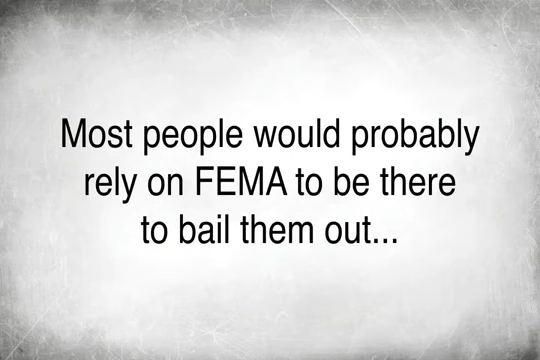 Most people would probably
rely on FEMA to be there
to bail them out...